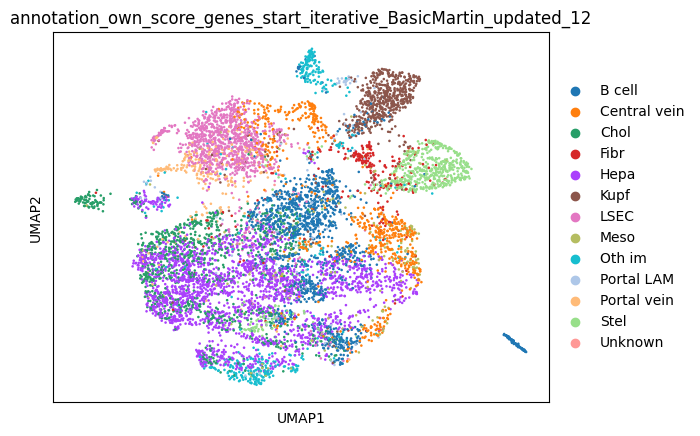 annotation_own_score_genes_start_iterative_BasicMartin_updated_12
B cell
Central vein
Chol
Fibr
Hepa
Kupf
LSEC
Meso
Oth im
Portal LAM
Portal vein
Stel
Unknown
UMAP2
UMAP1